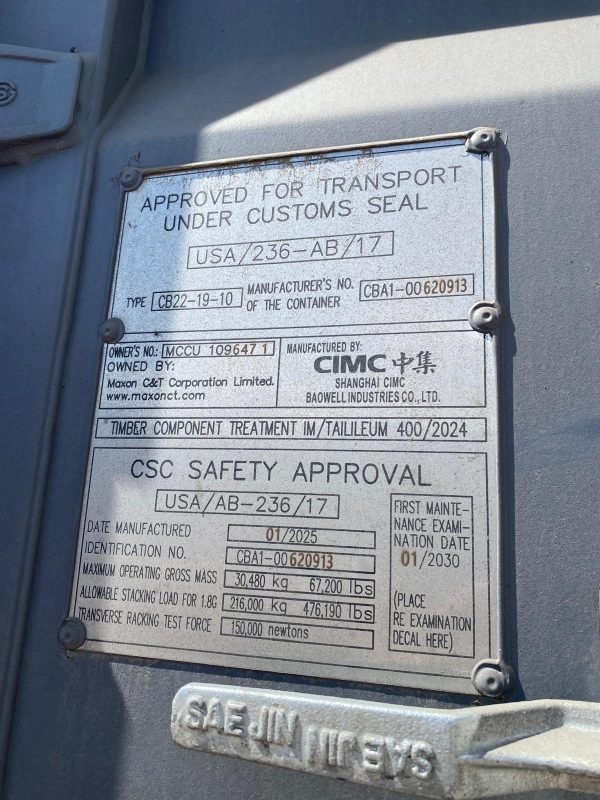 APPROVED FOR TRANSPORT
UNDER CUSTOMS SEAL
USA/236-AB/17
TYPE CB22-19-10 MANUFACTURER'S NO. OF THE CONTAINER CBA1-00620913
OWNER'S NO.: MCCU 109647 1
OWNED BY:
Maxon C&T Corporation Limited.
www.maxonct.com
MANUFACTURED BY:
CIMC 中集
SHANGHAI CIMC
BAOWELL INDUSTRIES CO., LTD.
TIMBER COMPONENT TREATMENT IM/TAILILEUM 400/2024
CSC SAFETY APPROVAL
USA/AB-236/17
DATE MANUFACTURED 01/2025
IDENTIFICATION NO. CBA1-00620913
MAXIMUM OPERATING GROSS MASS 30,480 kg 67,200 lbs
ALLOWABLE STACKING LOAD FOR 1.8G 216,000 kg 476,190 lbs
TRANSVERSE RACKING TEST FORCE 150,000 newtons
FIRST MAINTE-
NANCE EXAMI-
NATION DATE
01/2030
(PLACE
RE EXAMINATION
DECAL HERE)
SAE JIN SAE JIN